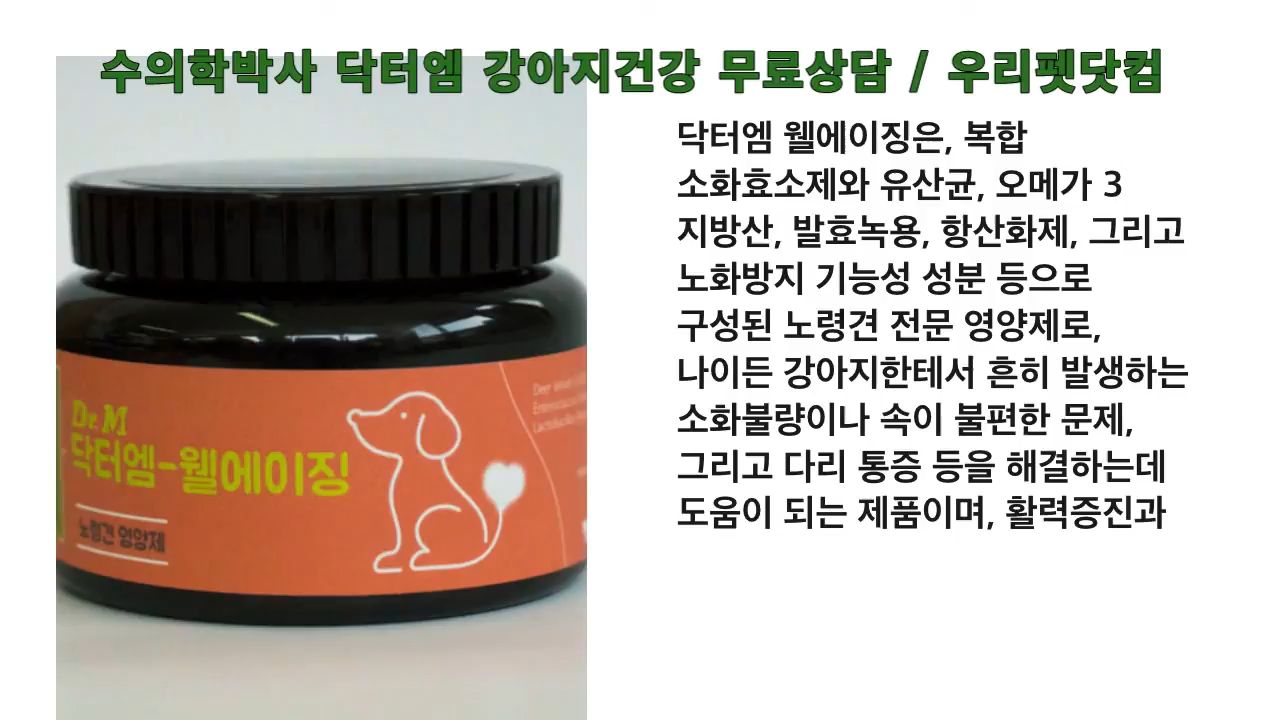 수의학박사 닥터엠 강아지건강 무료상담 / 우리펫닷컴
닥터엠 웰에이징은, 복합
소화효소제와 유산균, 오메가 3
지방산, 발효녹용, 항산화제, 그리고
노화방지 기능성 성분 등으로
구성된 노령견 전문 영양제로,
나이든 강아지한테서 흔히 발생하는
소화불량이나 속이 불편한 문제,
그리고 다리 통증 등을 해결하는데
도움이 되는 제품이며, 활력증진과
Dr.M
닥터엠-웰에이징
노령견 영양제
Deer